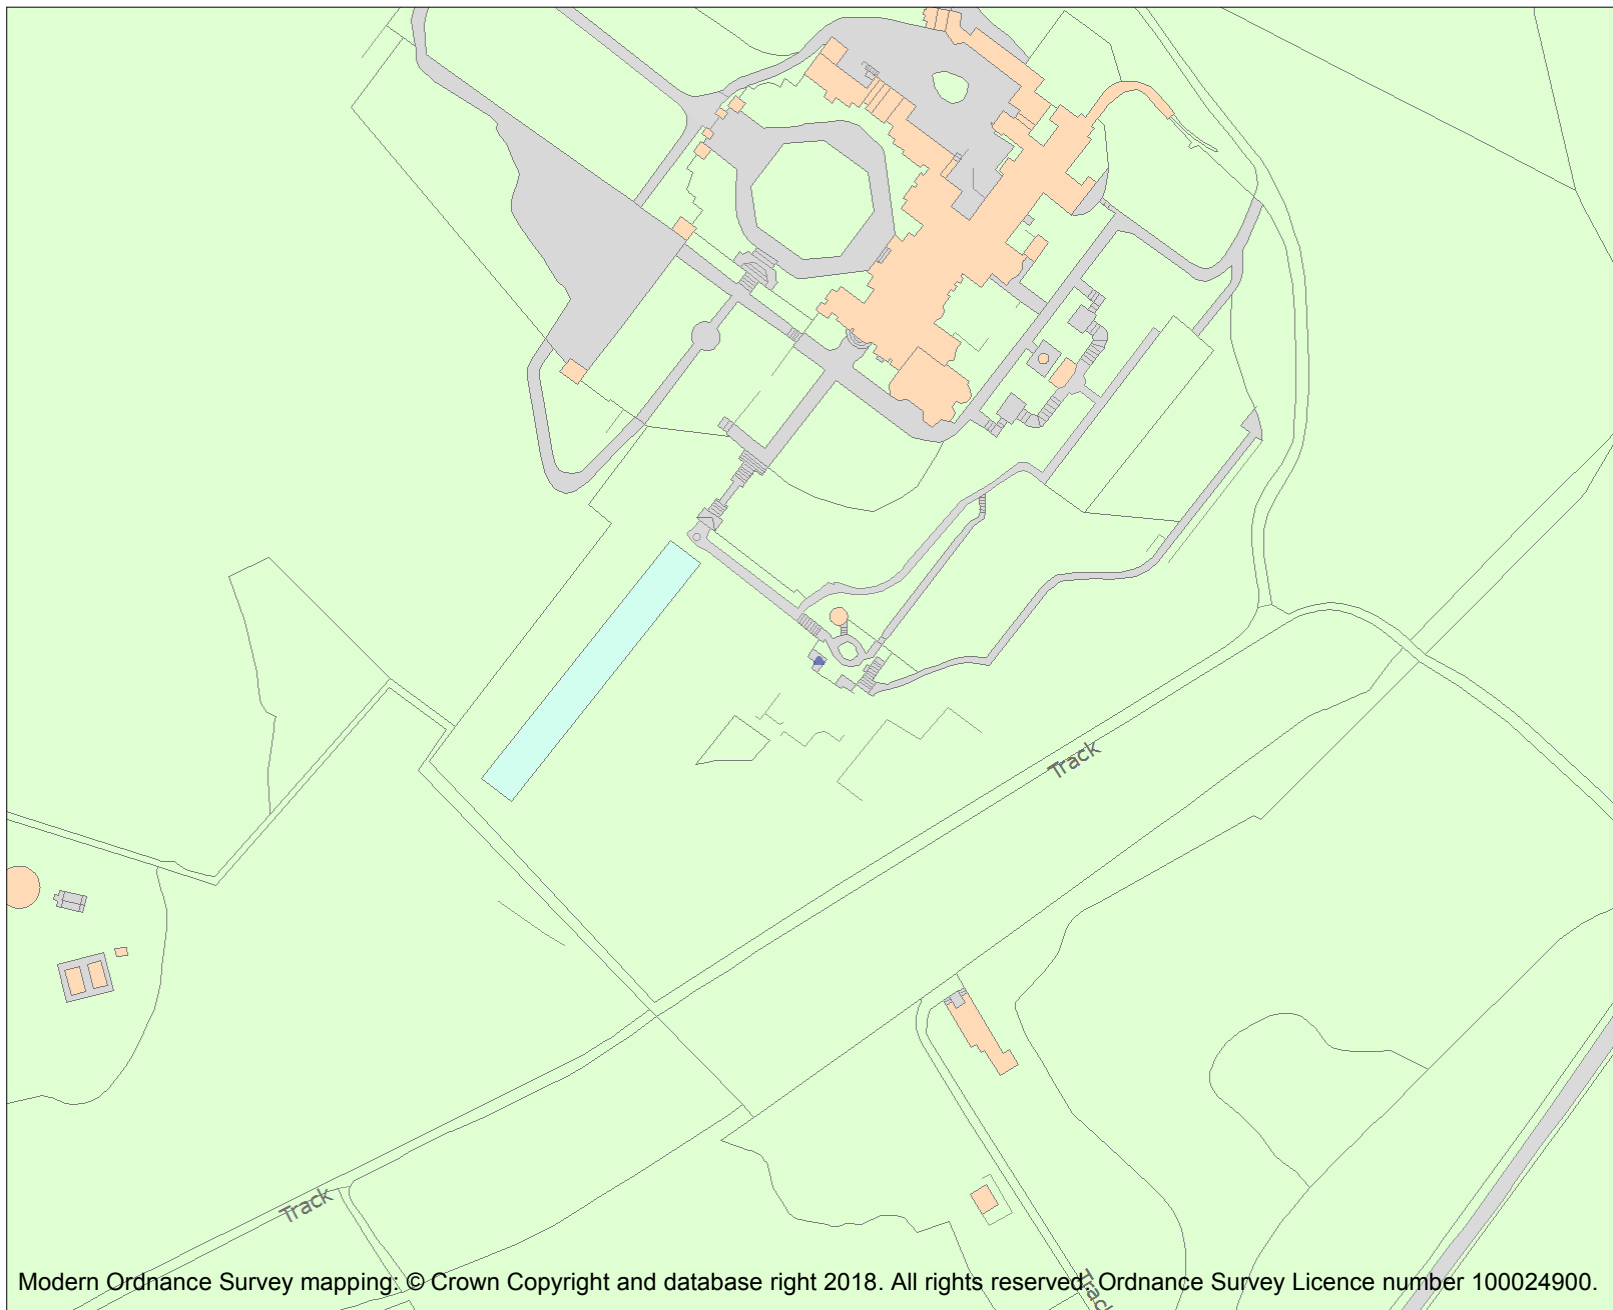 Track
Track
Track
Modern Ordnance Survey mapping: © Crown Copyright and database right 2018. All rights reserved. Ordnance Survey Licence number 100024900.